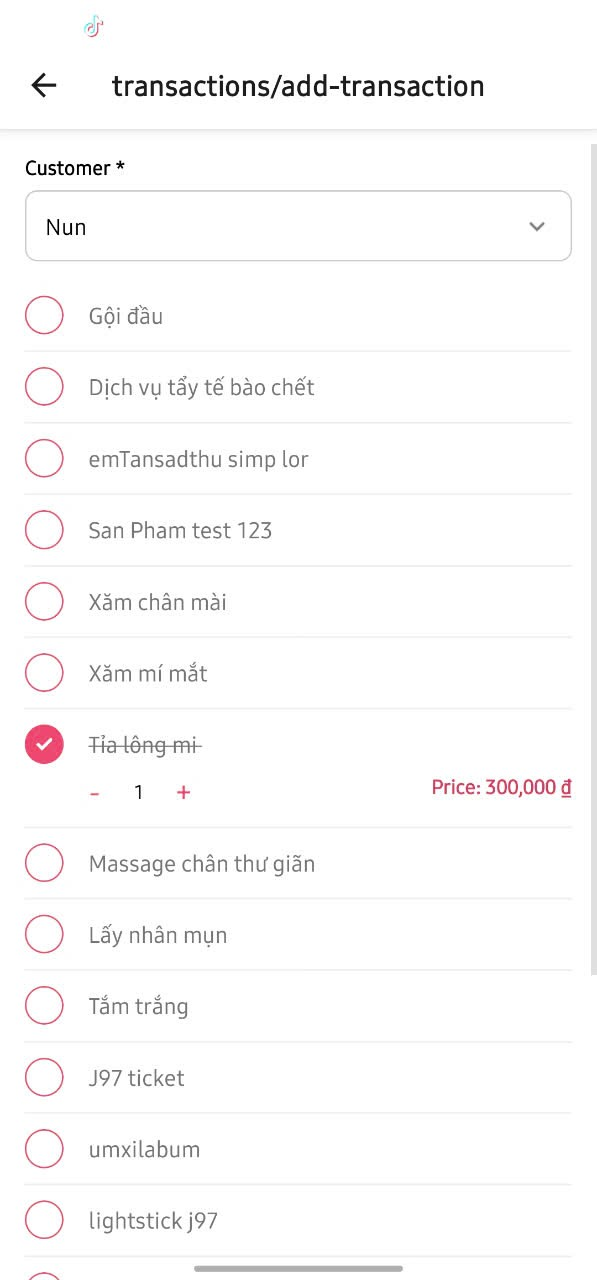 transactions/add-transaction
Customer *
Nun
Gội đầu
Dịch vụ tẩy tế bào chết
emTansadthu simp lor
San Pham test 123
Xăm chân mài
Xăm mí mắt
Tỉa lông mi
- 1 +
Price: 300,000 ₫
Massage chân thư giãn
Lấy nhân mụn
Tắm trắng
J97 ticket
umxilabum
lightstick j97